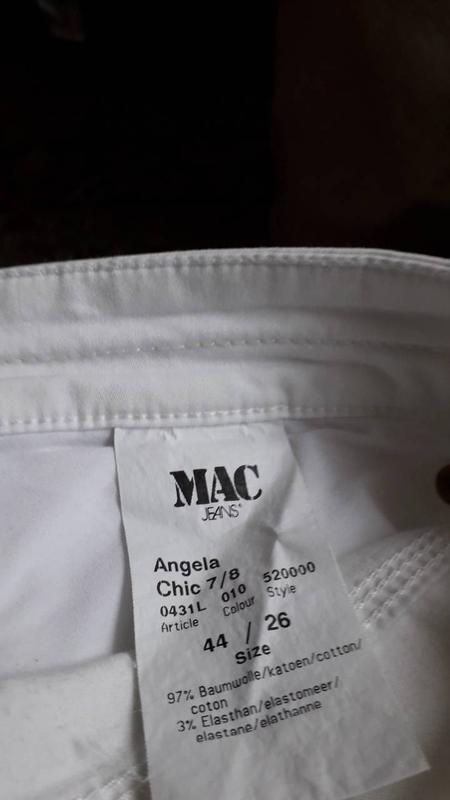 MAC
JEANS
Angela
Chic 7/8
0431L 010 520000
Article Colour Style
44 / 26
Size
97% Baumwolle/katoen/cotton/
coton
3% Elasthan/elastomeer/
elastane/elathanne